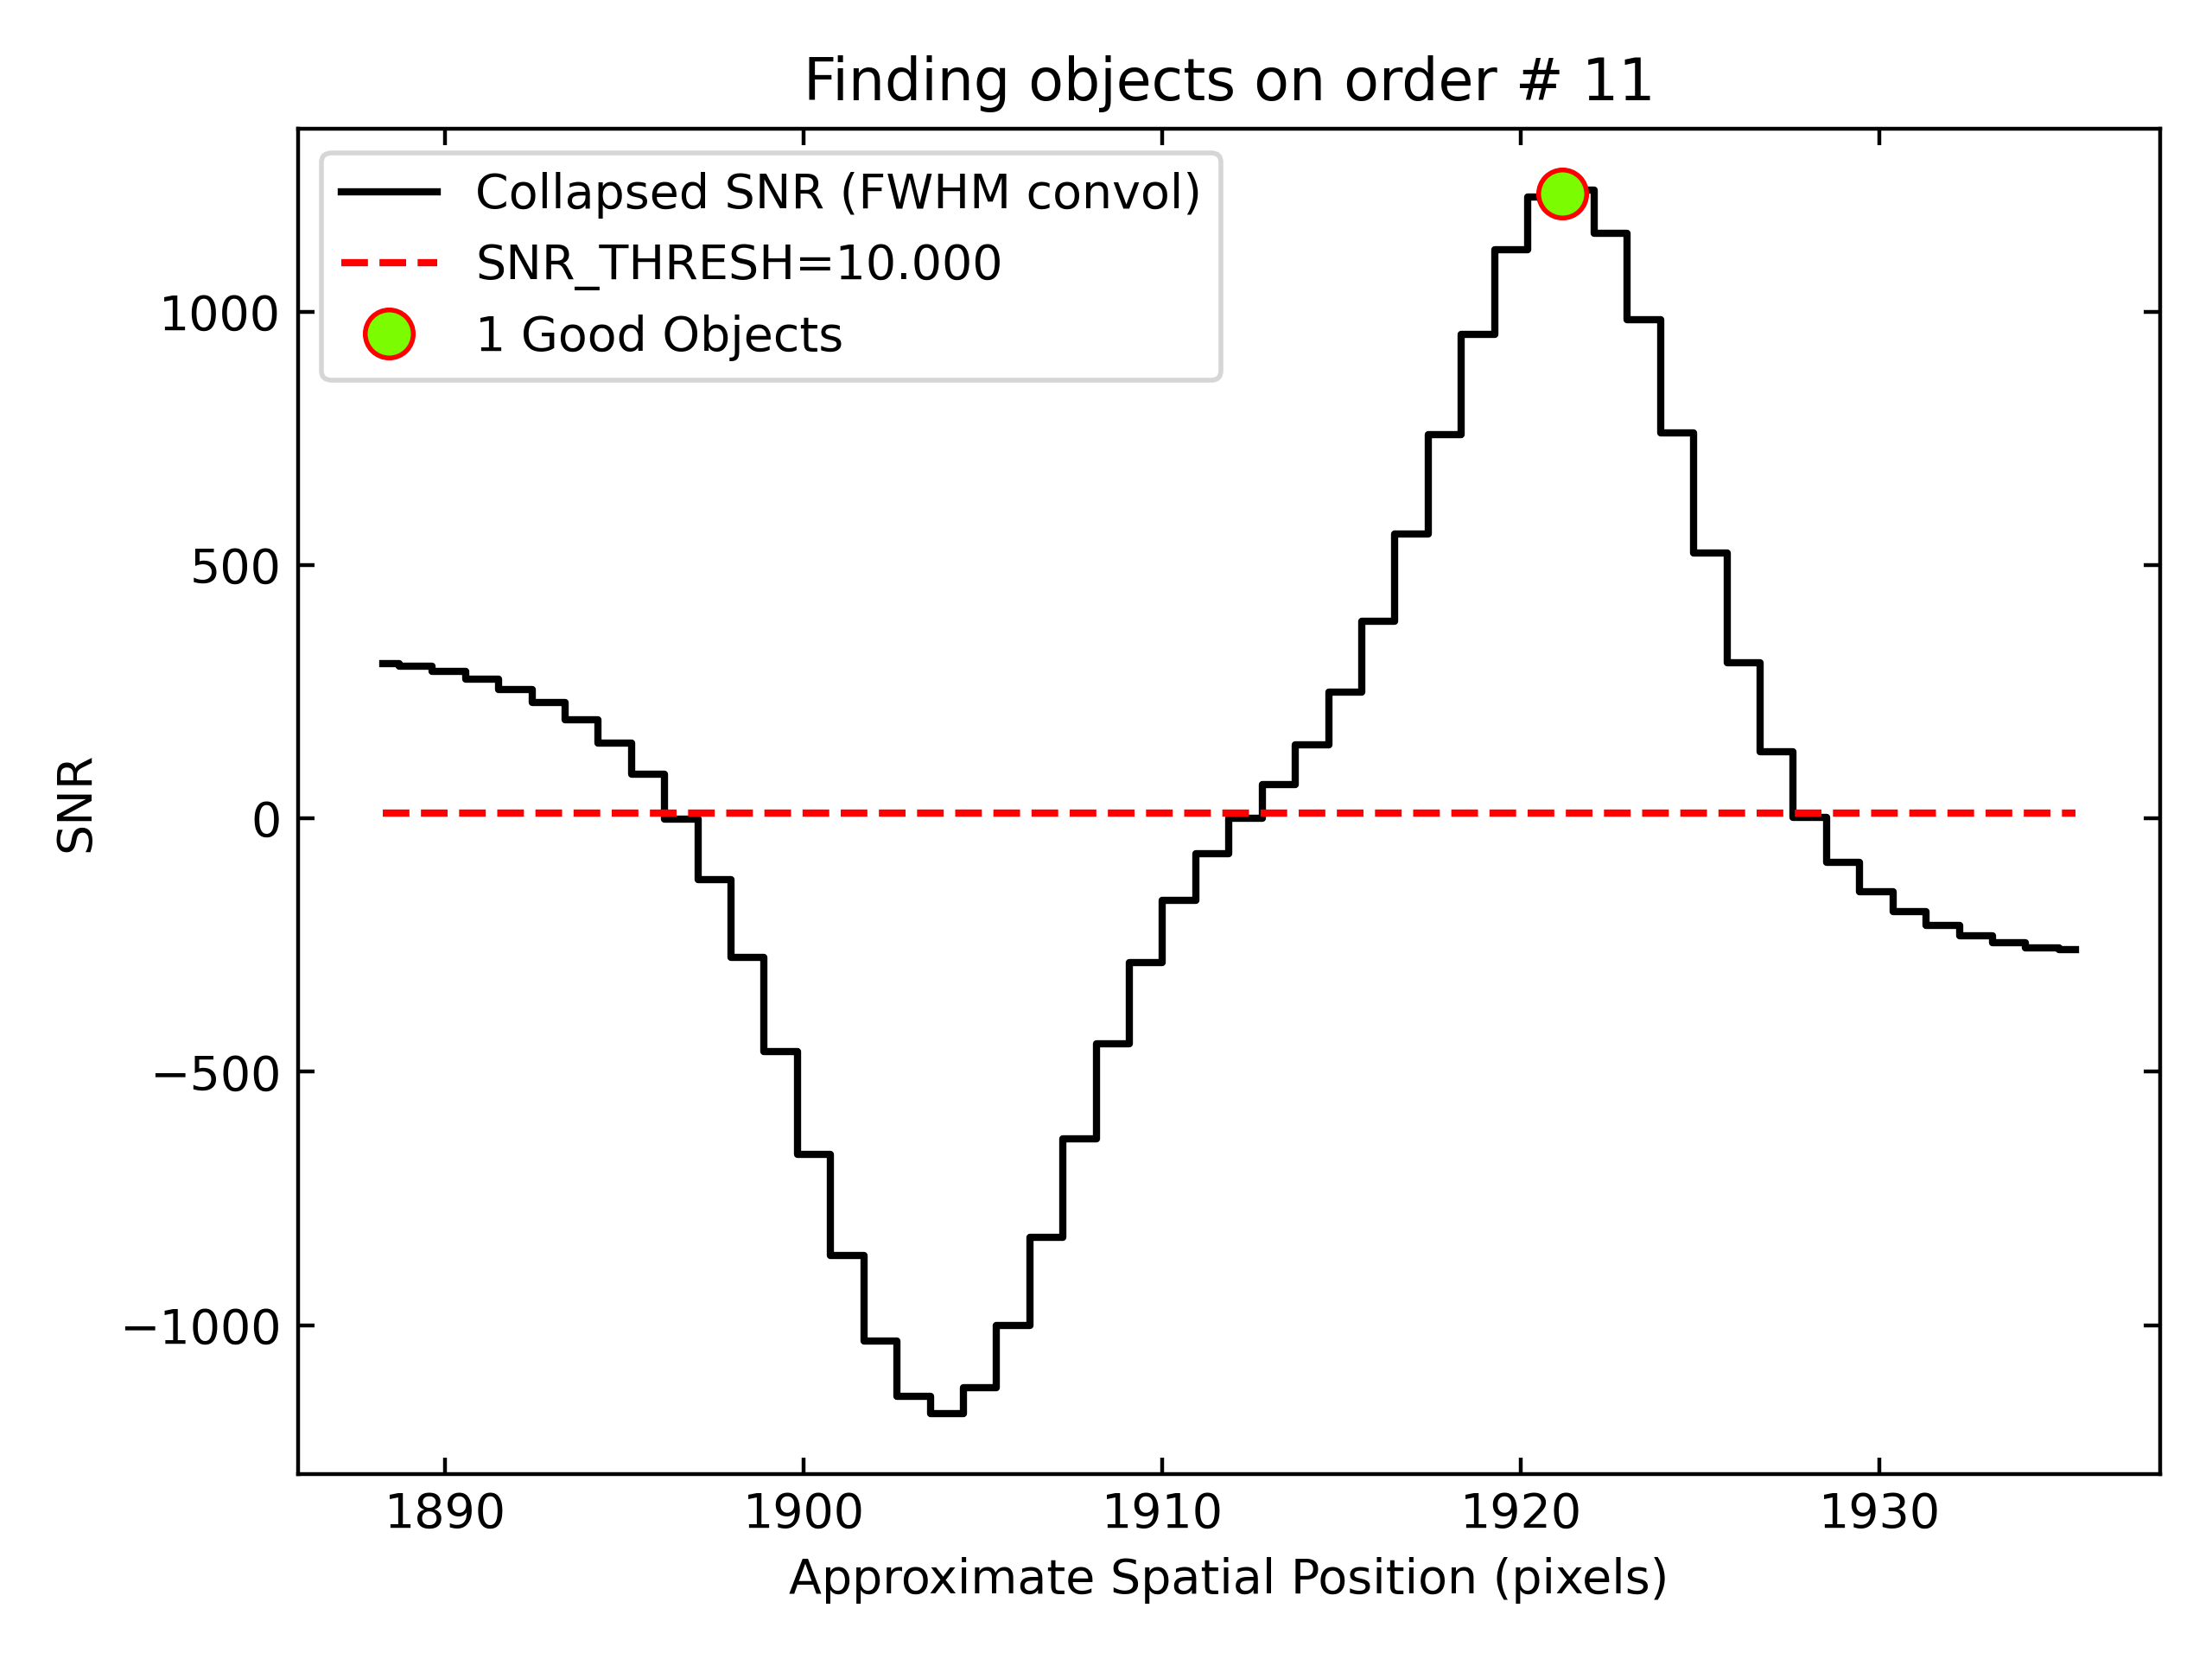 Finding objects on order # 11
Collapsed SNR (FWHM convol)
SNR_THRESH=10.000
1 Good Objects
1000
500
0
−500
−1000
SNR
1890 1900 1910 1920 1930
Approximate Spatial Position (pixels)